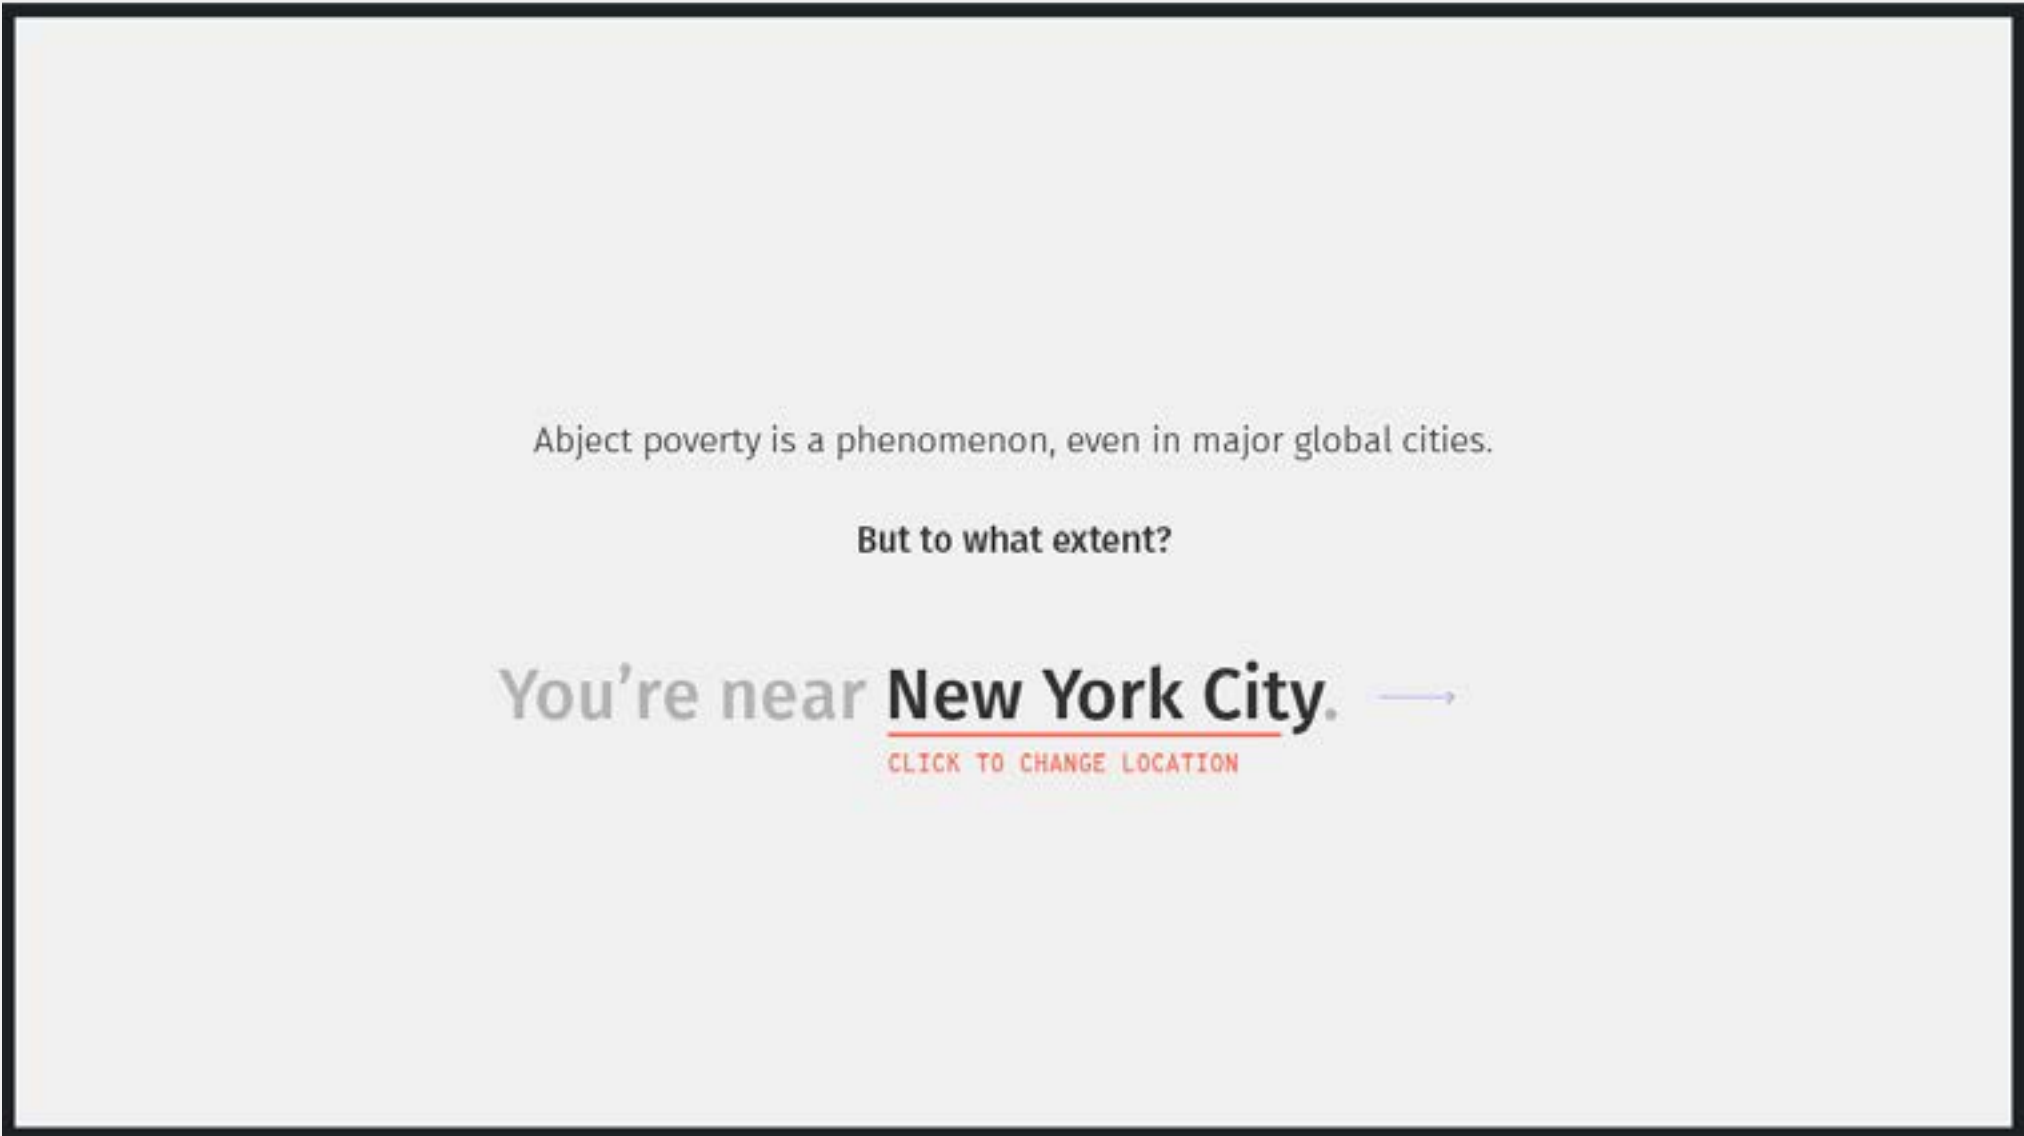 Abject poverty is a phenomenon, even in major global cities.
But to what extent?
You’re near New York City.
CLICK TO CHANGE LOCATION